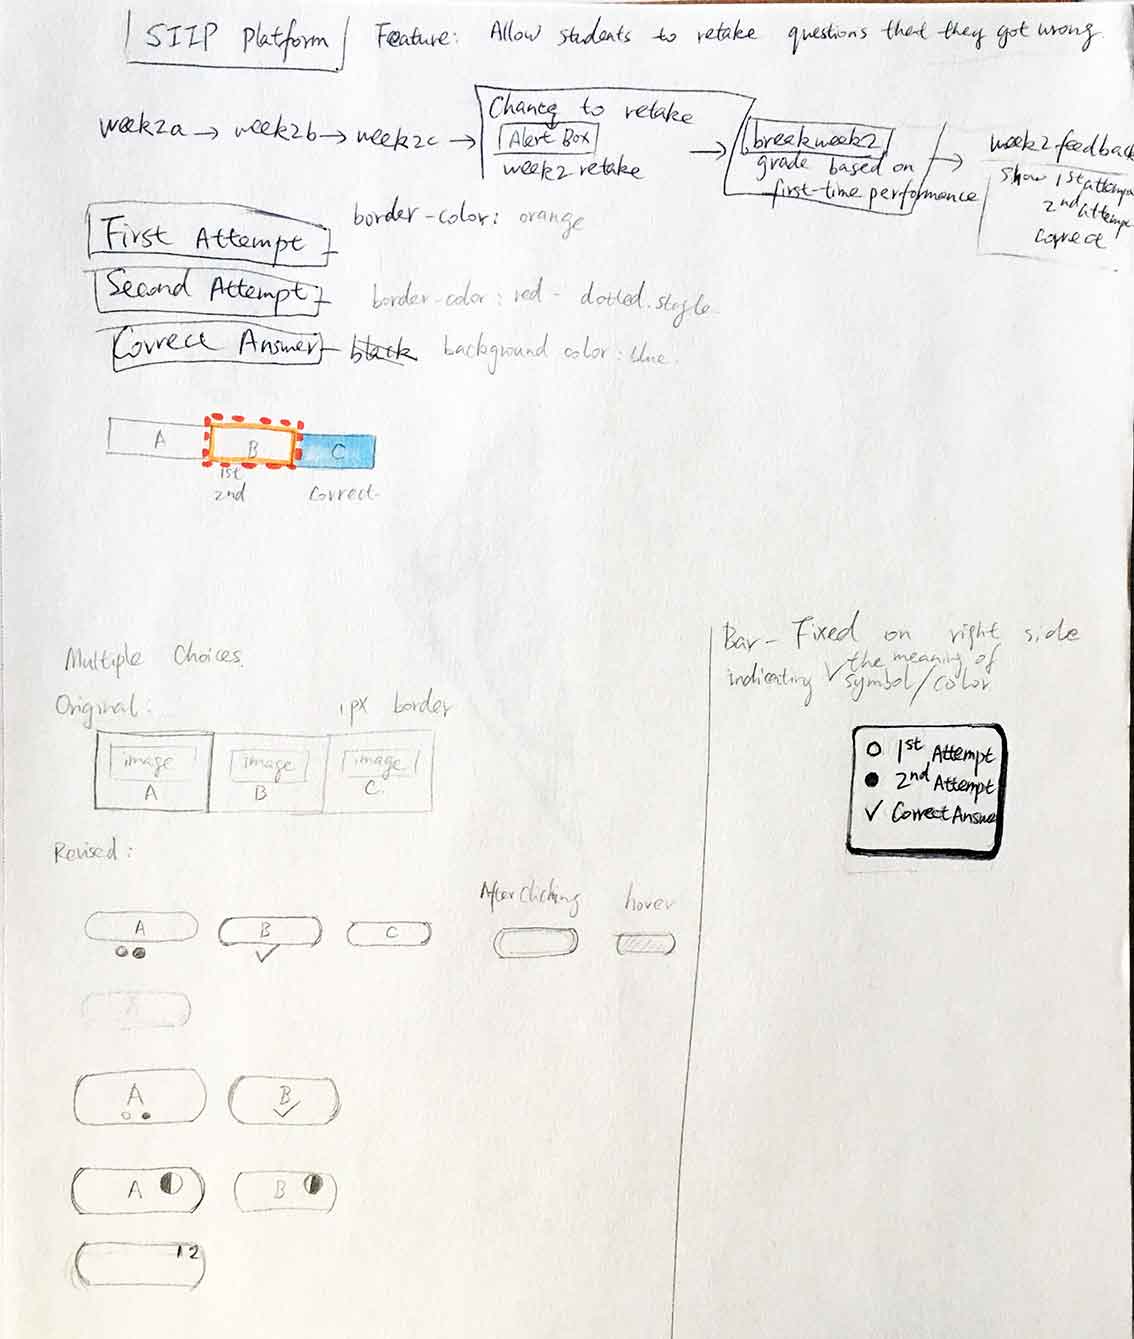 SIIP Platform Feature: Allow students to retake questions that they got wrong
week2a → week2b → week2c →
Chance to retake
Alert Box
week2 retake
→
breakweek2
grade based on
first-time performance
→
week2 feedback
show 1st attempt
2nd attempt
correct
First Attempt - border-color: orange
Second Attempt - border-color: red - dotted style
Correct Answer - black background color: blue.
A B C
1st
2nd correct
Multiple Choices.
Original: 1px border
image image image
A B C.
Revised:
After Clicking hover
A B C
✓
A
A B
✓
A B
1 2
Bar - Fixed on right side
indicating ✓ the meaning of
symbol/color
○ 1st Attempt
● 2nd Attempt
✓ Correct Answe